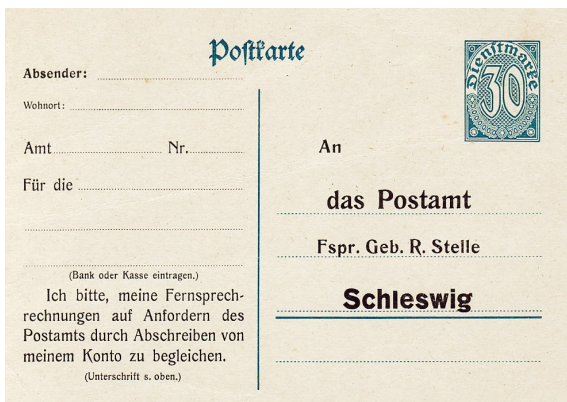 Postkarte
Dienstmarke
30
Absender:
Wohnort:
Amt Nr.
Für die
(Bank oder Kasse eintragen.)
Ich bitte, meine Fernsprech-
rechnungen auf Anfordern des
Postamts durch Abschreiben von
meinem Konto zu begleichen.
(Unterschrift s. oben.)
An
das Postamt
Fspr. Geb. R. Stelle
Schleswig